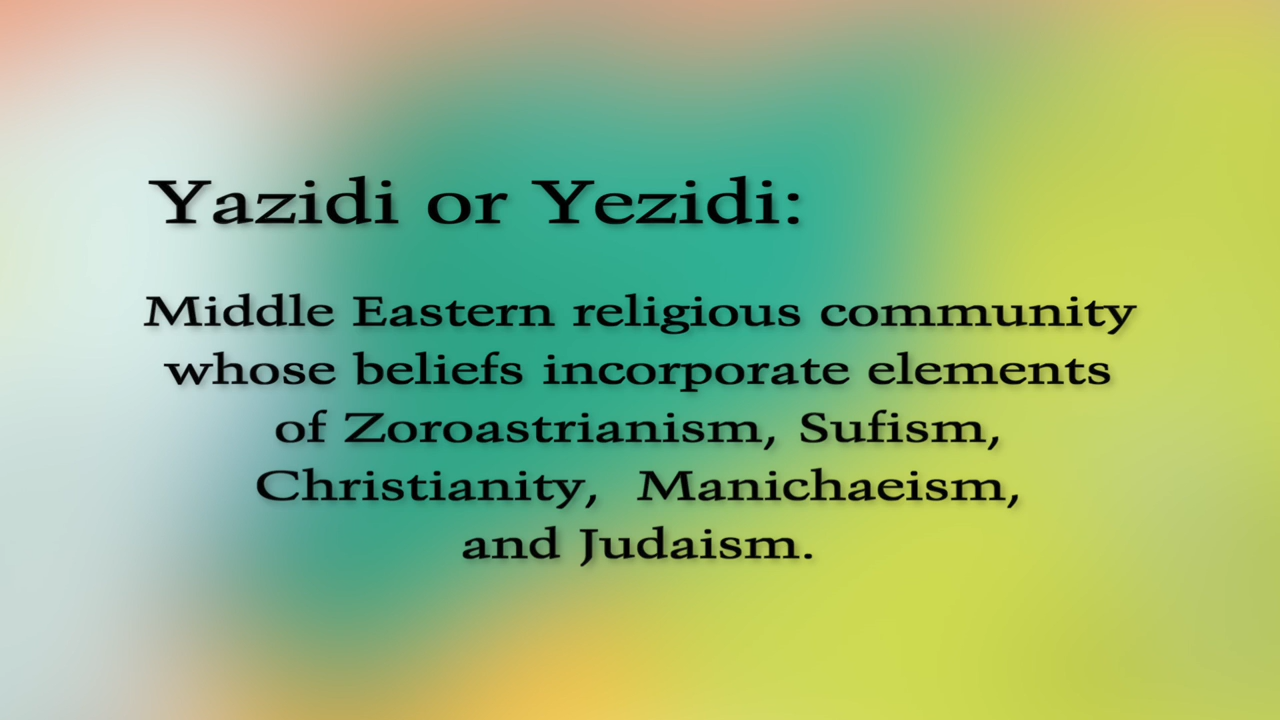 Yazidi or Yezidi:
Middle Eastern religious community
whose beliefs incorporate elements
of Zoroastrianism, Sufism,
Christianity, Manichaeism,
and Judaism.